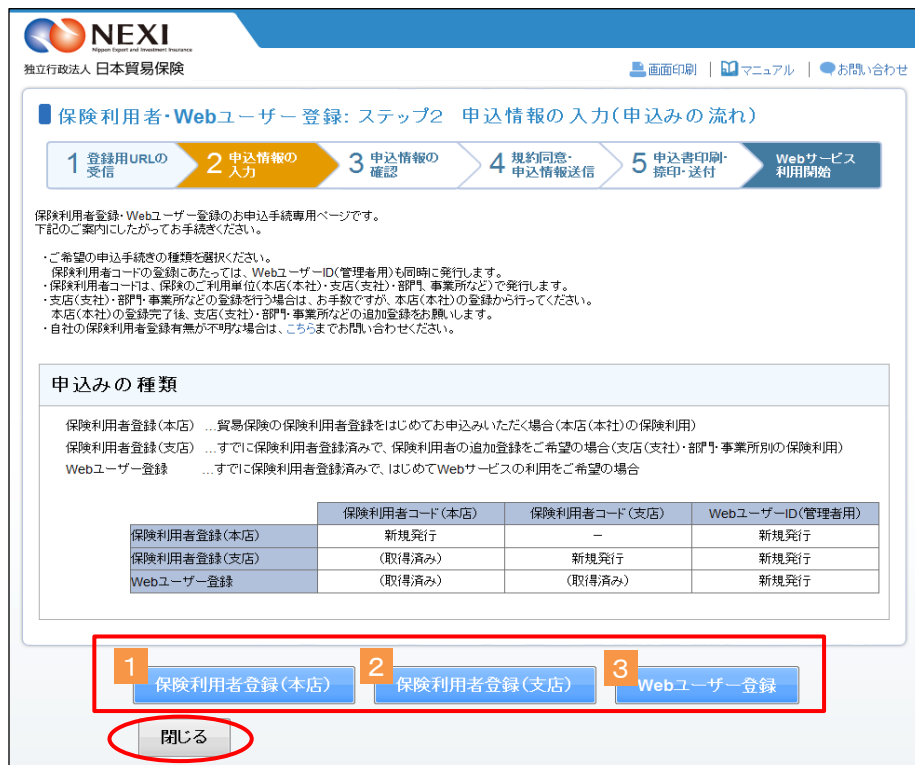 NEXI
Nippon Export and Investment Insurance
独立行政法人 日本貿易保険
画面印刷 | マニュアル | お問い合わせ
保険利用者・Webユーザー登録: ステップ2 申込情報の入力(申込みの流れ)
1 登録用URLの受信
2 申込情報の入力
3 申込情報の確認
4 規約同意・申込情報送信
5 申込書印刷・捺印・送付
Webサービス利用開始
保険利用者登録・Webユーザー登録のお申込手続専用ページです。
下記のご案内にしたがってお手続きください。
・ご希望の申込手続きの種類を選択ください。
保険利用者コードの登録にあたっては、WebユーザーID(管理者用)も同時に発行します。
・保険利用者コードは、保険のご利用単位(本店(本社)・支店(支社)・部門、事業所など)で発行します。
・支店(支社)・部門・事業所などの登録を行う場合は、お手数ですが、本店(本社)の登録から行ってください。
本店(本社)の登録完了後、支店(支社)・部門・事業所などの追加登録をお願いします。
・自社の保険利用者登録有無が不明な場合は、こちらまでお問い合わせください。
申込みの種類
保険利用者登録(本店) …貿易保険の保険利用者登録をはじめてお申込みいただく場合(本店(本社)の保険利用)
保険利用者登録(支店) …すでに保険利用者登録済みで、保険利用者の追加登録をご希望の場合(支店(支社)・部門・事業所別の保険利用)
Webユーザー登録 …すでに保険利用者登録済みで、はじめてWebサービスの利用をご希望の場合
保険利用者コード(本店) 保険利用者コード(支店) WebユーザーID(管理者用)
保険利用者登録(本店) 新規発行 － 新規発行
保険利用者登録(支店) (取得済み) 新規発行 新規発行
Webユーザー登録 (取得済み) (取得済み) 新規発行
1 保険利用者登録(本店)
2 保険利用者登録(支店)
3 Webユーザー登録
閉じる